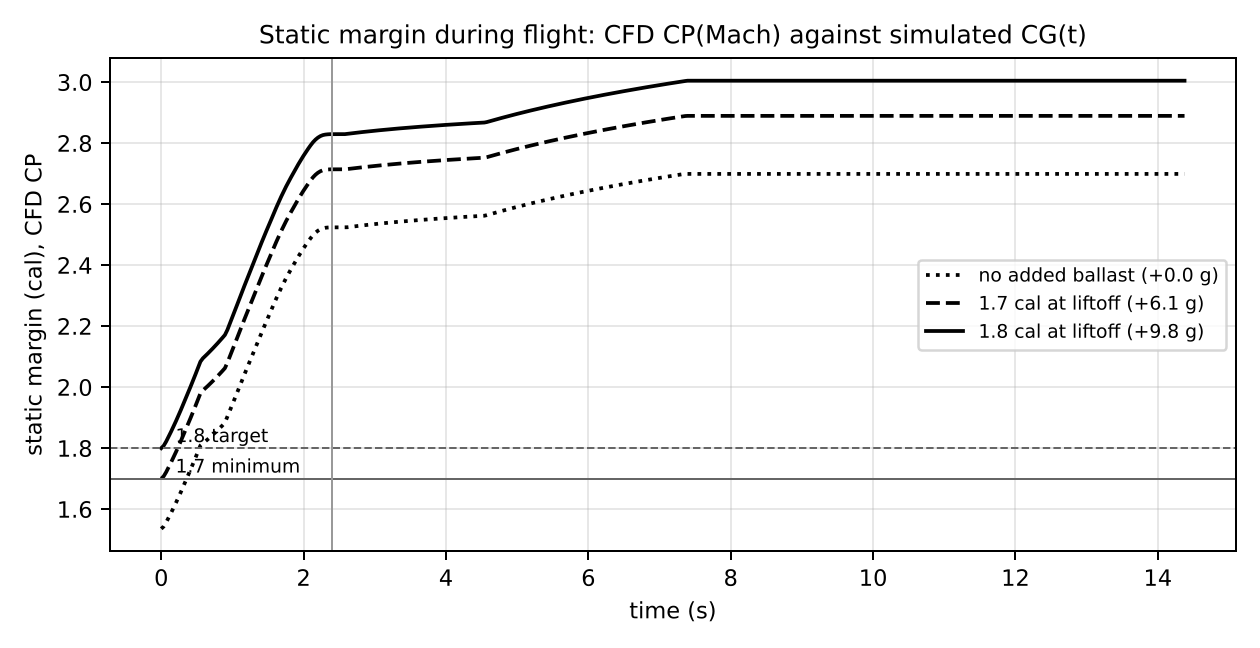 Static margin during flight: CFD CP(Mach) against simulated CG(t)
static margin (cal), CFD CP
3.0
2.8
2.6
2.4
2.2
2.0
1.8
1.6
1.8 target
1.7 minimum
no added ballast (+0.0 g)
1.7 cal at liftoff (+6.1 g)
1.8 cal at liftoff (+9.8 g)
0 2 4 6 8 10 12 14
time (s)